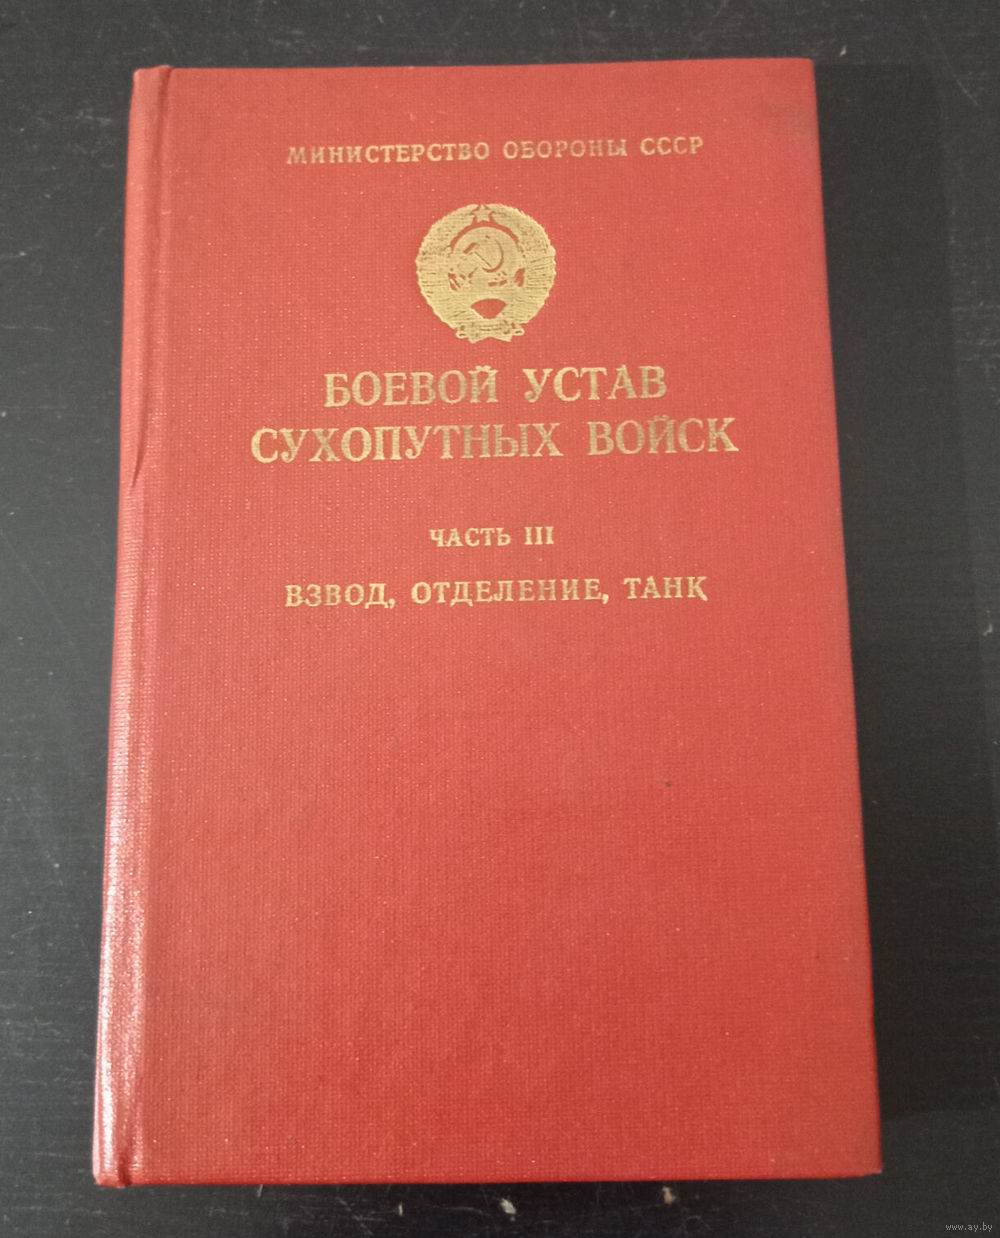 МИНИСТЕРСТВО ОБОРОНЫ СССР
БОЕВОЙ УСТАВ
СУХОПУТНЫХ ВОЙСК
ЧАСТЬ III
ВЗВОД, ОТДЕЛЕНИЕ, ТАНК
www.ay.by